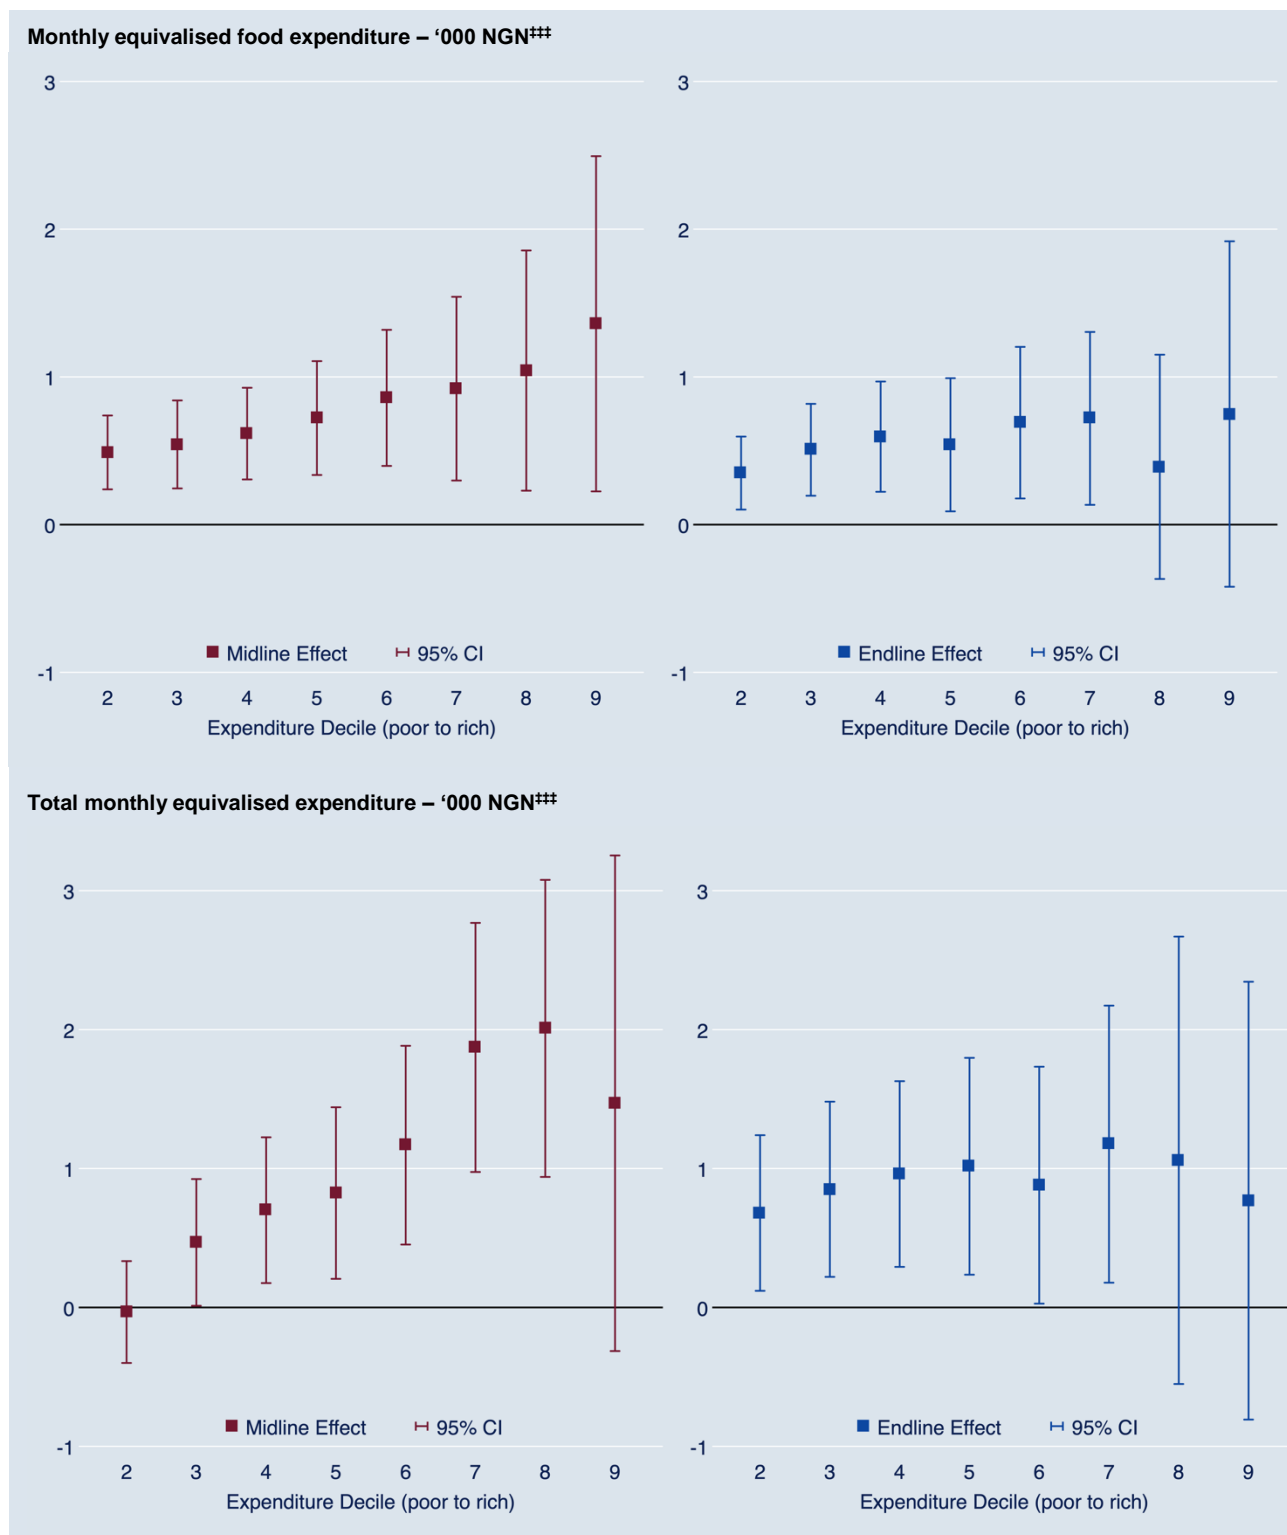 Monthly equivalised food expenditure – ‘000 NGN‡‡‡
3
2
1
0
-1
Midline Effect 95% CI
2 3 4 5 6 7 8 9
Expenditure Decile (poor to rich)
3
2
1
0
-1
Endline Effect 95% CI
2 3 4 5 6 7 8 9
Expenditure Decile (poor to rich)
Total monthly equivalised expenditure – ‘000 NGN‡‡‡
3
2
1
0
-1
Midline Effect 95% CI
2 3 4 5 6 7 8 9
Expenditure Decile (poor to rich)
3
2
1
0
-1
Endline Effect 95% CI
2 3 4 5 6 7 8 9
Expenditure Decile (poor to rich)